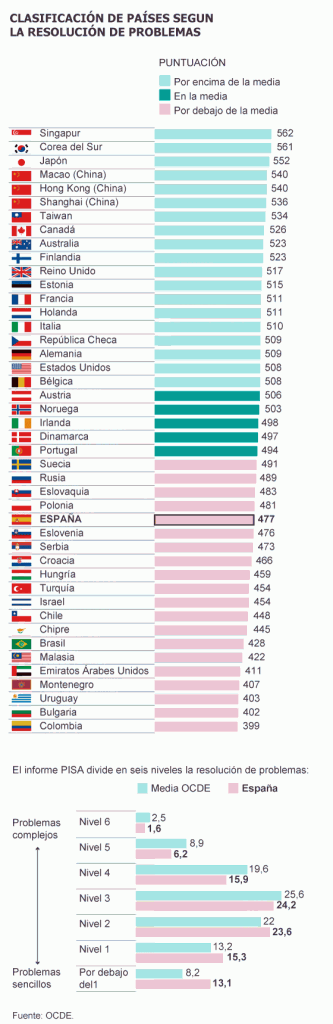 CLASIFICACIÓN DE PAÍSES SEGUN
LA RESOLUCIÓN DE PROBLEMAS
PUNTUACIÓN
Por encima de la media
En la media
Por debajo de la media
Singapur 562
Corea del Sur 561
Japón 552
Macao (China) 540
Hong Kong (China) 540
Shanghai (China) 536
Taiwan 534
Canadá 526
Australia 523
Finlandia 523
Reino Unido 517
Estonia 515
Francia 511
Holanda 511
Italia 510
República Checa 509
Alemania 509
Estados Unidos 508
Bélgica 508
Austria 506
Noruega 503
Irlanda 498
Dinamarca 497
Portugal 494
Suecia 491
Rusia 489
Eslovaquia 483
Polonia 481
ESPAÑA 477
Eslovenia 476
Serbia 473
Croacia 466
Hungría 459
Turquía 454
Israel 454
Chile 448
Chipre 445
Brasil 428
Malasia 422
Emiratos Árabes Unidos 411
Montenegro 407
Uruguay 403
Bulgaria 402
Colombia 399
El informe PISA divide en seis niveles la resolución de problemas:
Media OCDE España
Problemas
complejos
Nivel 6 2,5
1,6
Nivel 5 8,9
6,2
Nivel 4 19,6
15,9
Nivel 3 25,6
24,2
Nivel 2 22
23,6
Nivel 1 13,2
15,3
Problemas
sencillos
Por debajo
del1
8,2
13,1
Fuente: OCDE.